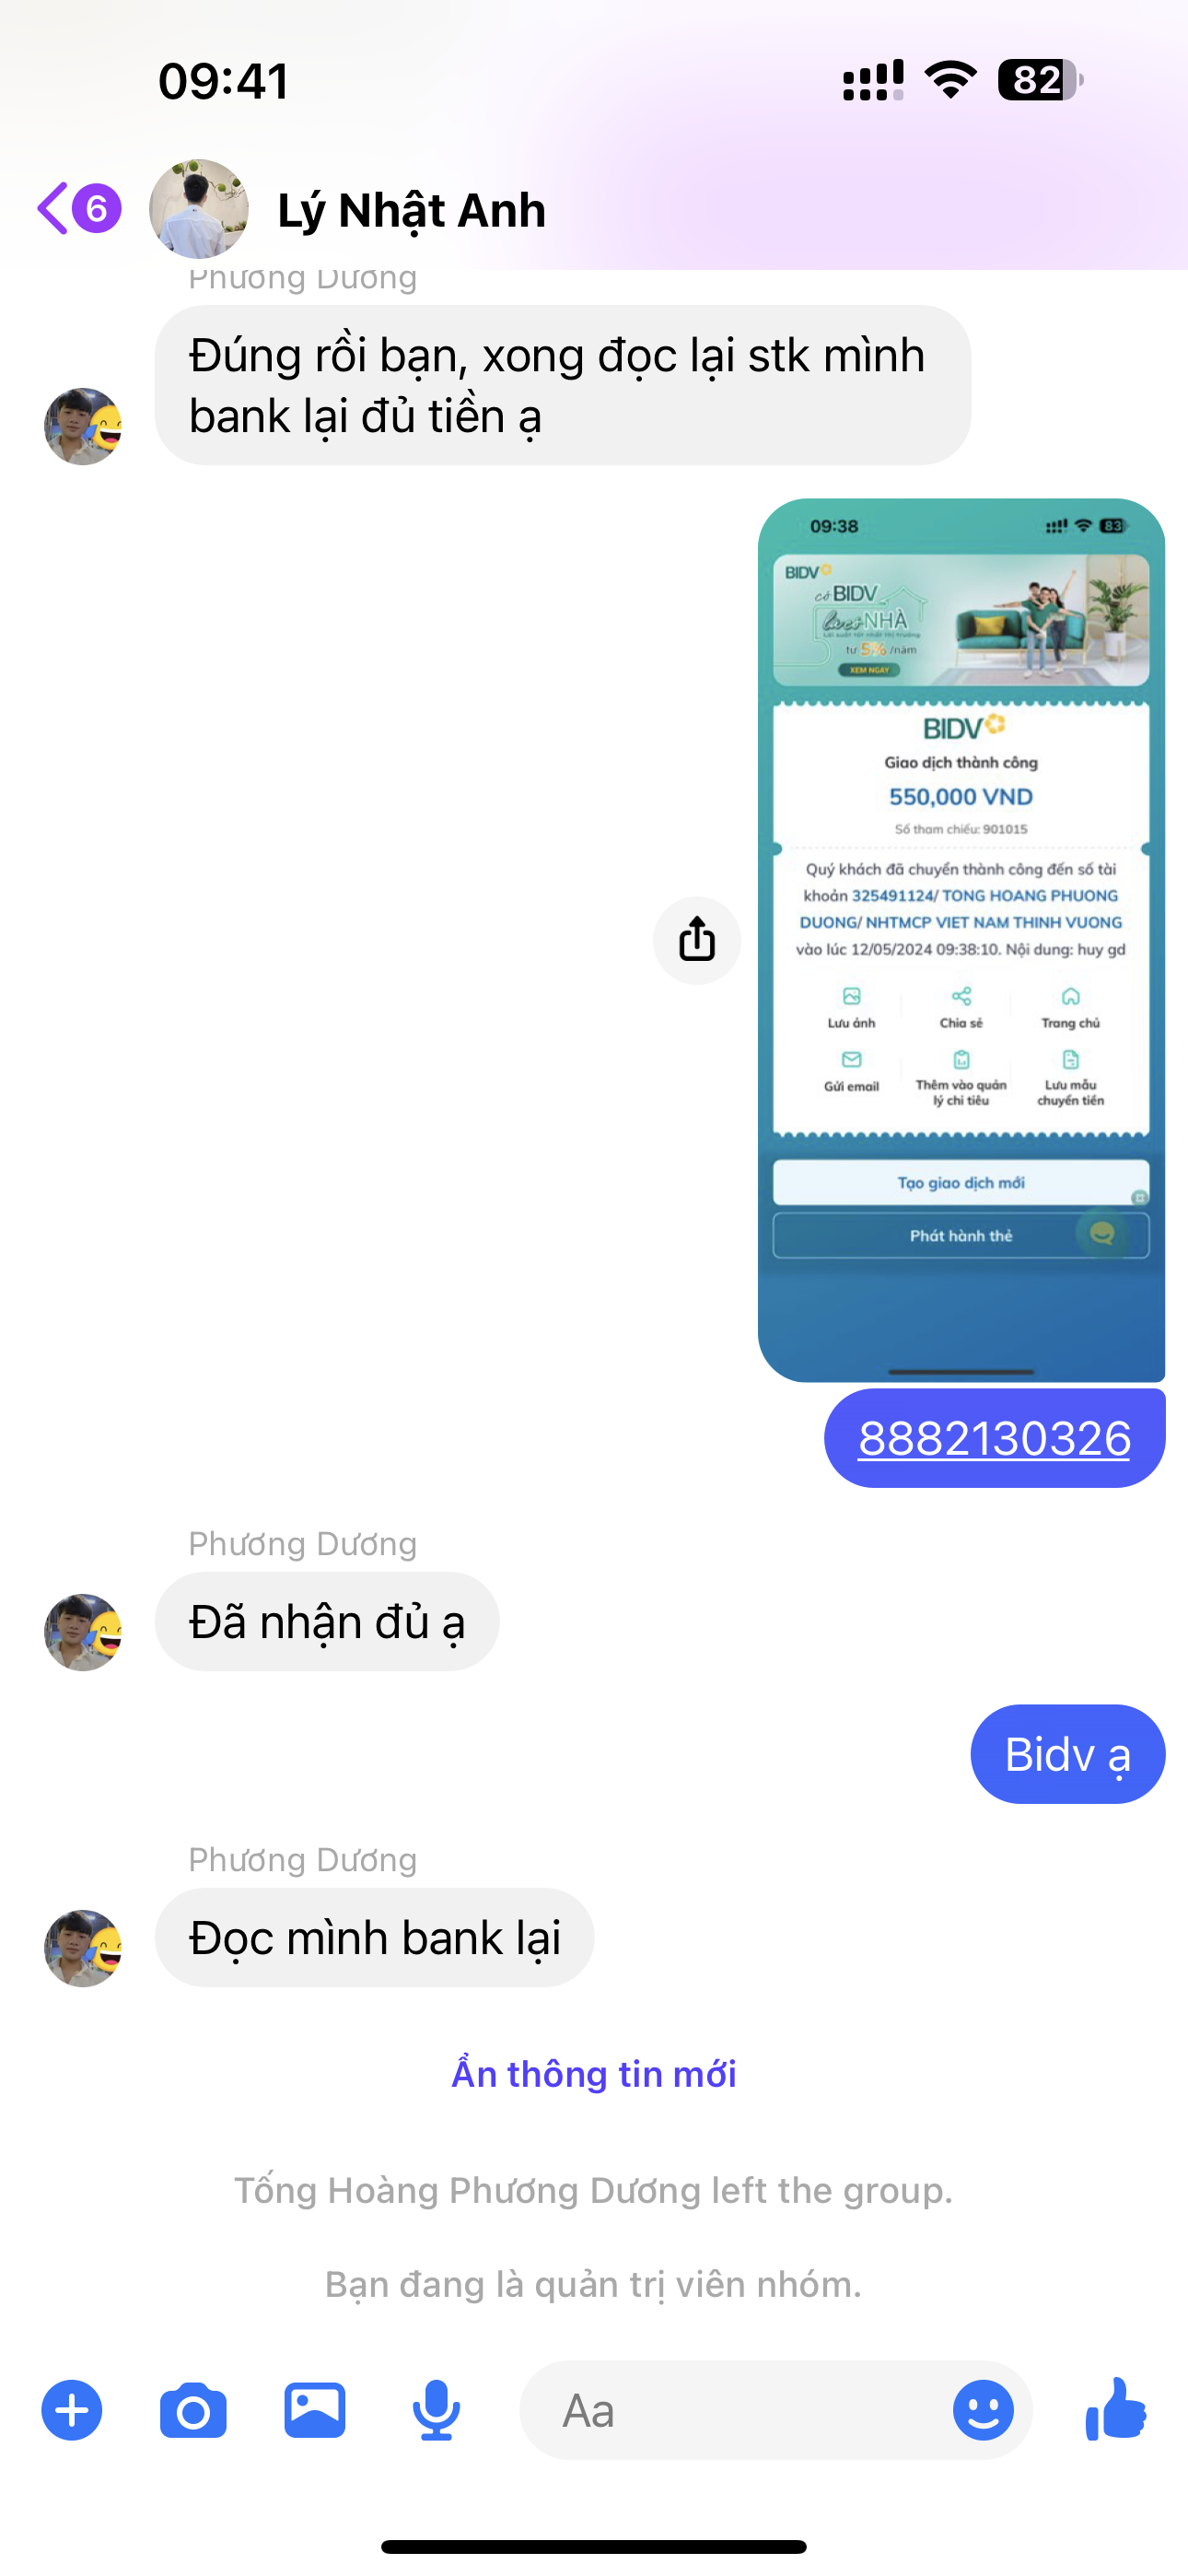 09:41
82
6
Lý Nhật Anh
Phương Dương
Đúng rồi bạn, xong đọc lại stk mình
bank lại đủ tiền ạ
09:38
83
BIDV
có BIDV
là có NHÀ
Lãi suất tốt nhất thị trường
từ 5% /năm
XEM NGAY
BIDV
Giao dịch thành công
550,000 VND
Số tham chiếu: 901015
Quý khách đã chuyển thành công đến số tài
khoản 325491124/ TONG HOANG PHUONG
DUONG/ NHTMCP VIET NAM THINH VUONG
vào lúc 12/05/2024 09:38:10. Nội dung: huy gd
Lưu ảnh
Chia sẻ
Trang chủ
Gửi email
Thêm vào quản
lý chi tiêu
Lưu mẫu
chuyển tiền
Tạo giao dịch mới
Phát hành thẻ
8882130326
Phương Dương
Đã nhận đủ ạ
Bidv ạ
Phương Dương
Đọc mình bank lại
Ẩn thông tin mới
Tống Hoàng Phương Dương left the group.
Bạn đang là quản trị viên nhóm.
Aa